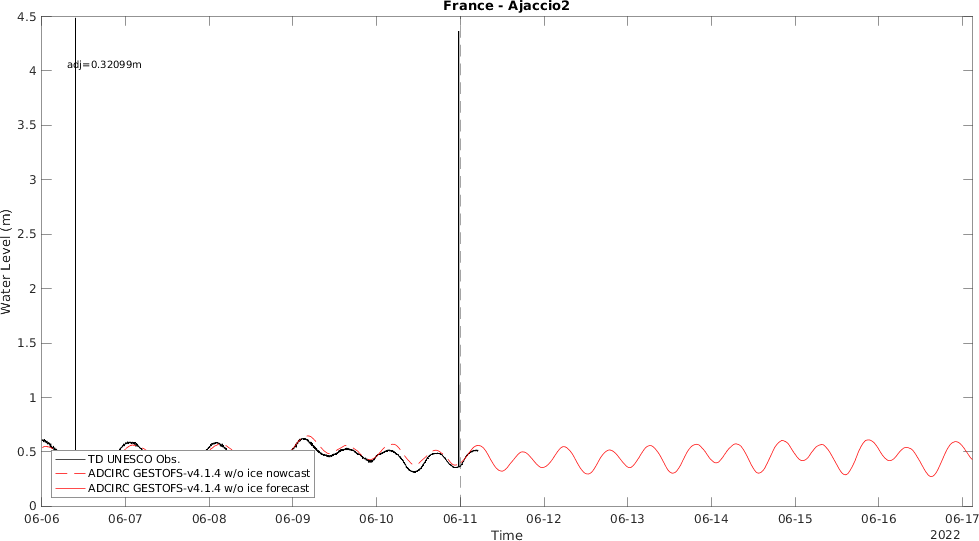 France - Ajaccio2
4.5
adj=0.32099m
4
3.5
3
2.5
2
1.5
1
0.5
0
Water Level (m)
TD UNESCO Obs.
ADCIRC GESTOFS-v4.1.4 w/o ice nowcast
ADCIRC GESTOFS-v4.1.4 w/o ice forecast
06-06 06-07 06-08 06-09 06-10 06-11 06-12 06-13 06-14 06-15 06-16 06-17
Time
2022